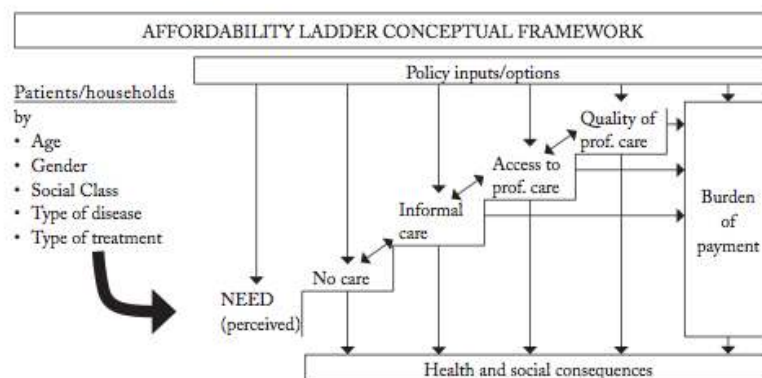 AFFORDABILITY LADDER CONCEPTUAL FRAMEWORK
Policy inputs/options
Patients/households
by
• Age
• Gender
• Social Class
• Type of disease
• Type of treatment
NEED
(perceived)
No care
Informal
care
Access to
prof. care
Quality of
prof. care
Burden
of
payment
Health and social consequences